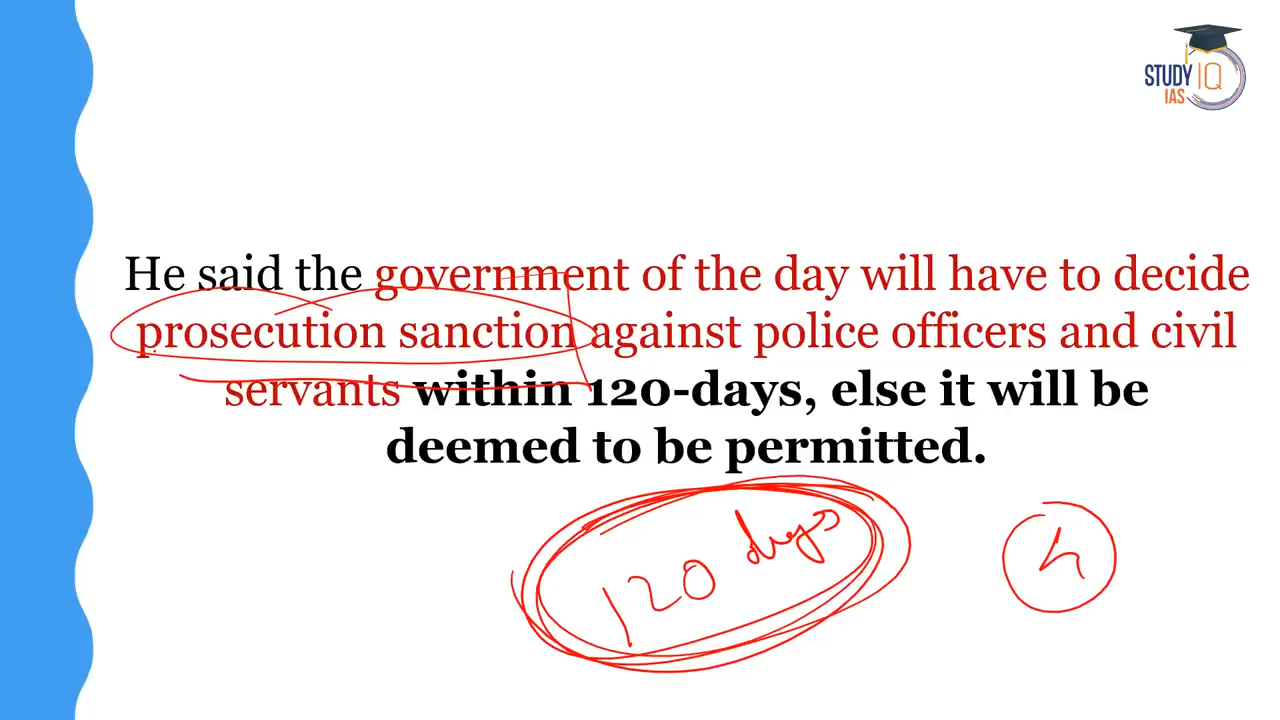 STUDY IQ
IAS
He said the government of the day will have to decide
prosecution sanction against police officers and civil
servants within 120-days, else it will be
deemed to be permitted.
120 days
4